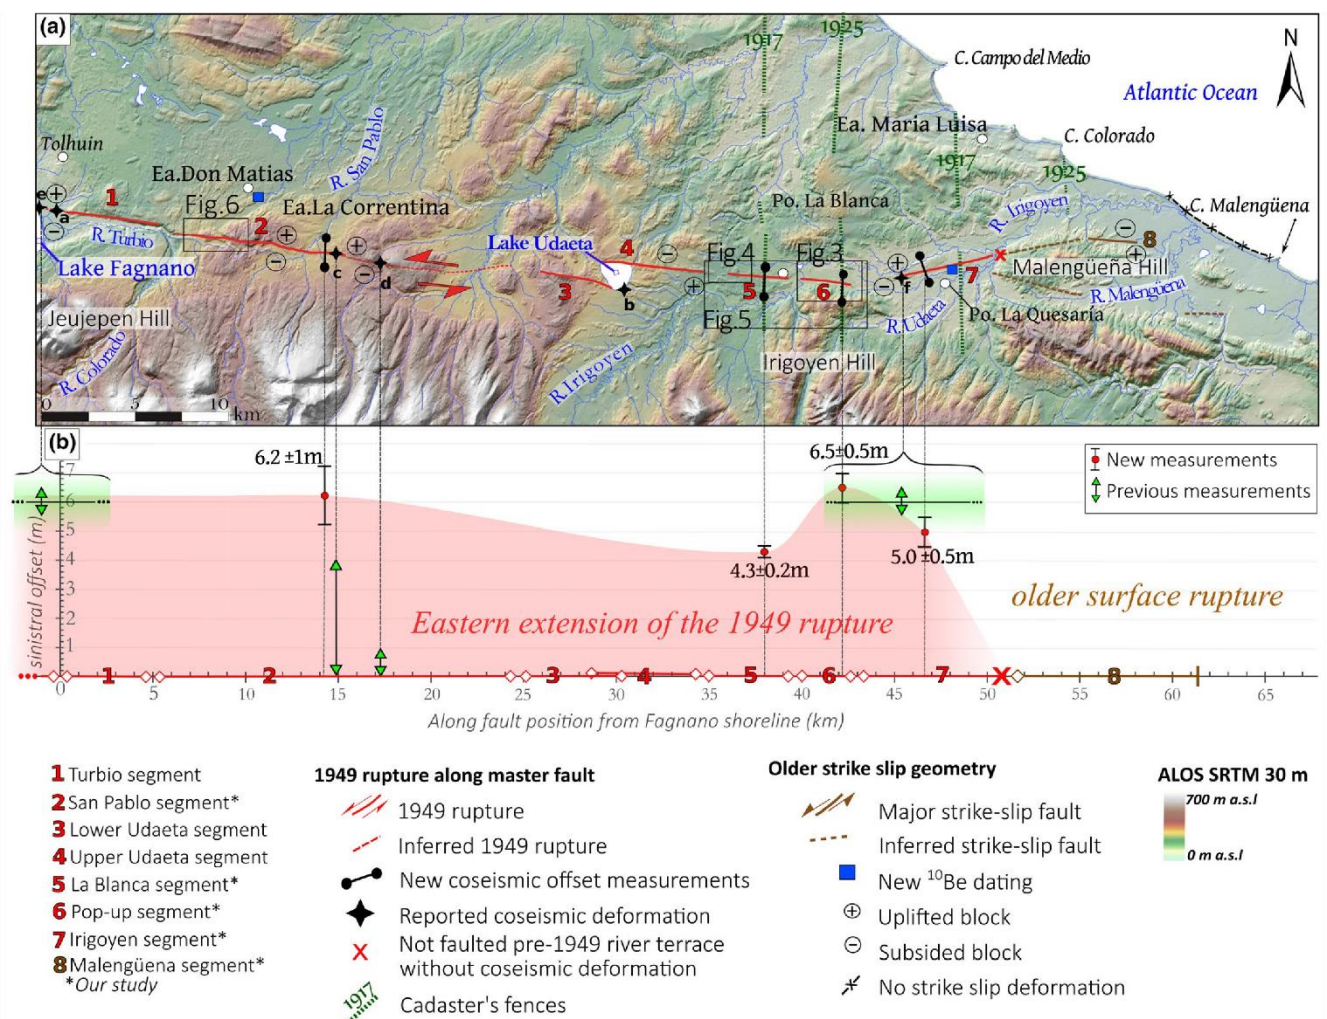 (a)
1917
1925
N
C. Campo del Medio
Atlantic Ocean
Tolhuin
R. San Pablo
Ea. Maria Luisa
C. Colorado
1917
1925
Ea.Don Matias
e
a
1
Fig.6
2
Ea.La Correntina
Po. La Blanca
R. Irigoyen
C. Malengüena
R. Turbio
Lake Udaeta
4
Fig.4
Fig.3
8
Lake Fagnano
c
d
3
b
5
6
f
7
Malengüeña Hill
R. Malengüena
Jeujepen Hill
Fig.5
R.Udaeta
Po. La Quesaria
R. Colorado
R. Irigoyen
Irigoyen Hill
0 10 km
(b)
6.2 ±1m
6.5±0.5m
New measurements
Previous measurements
7
6
5
4
3
2
1
0
sinistral offset (m)
4.3±0.2m
5.0±0.5m
Eastern extension of the 1949 rupture
older surface rupture
1 2 3 4 5 6 7 8
0 5 10 15 20 25 30 35 40 45 50 55 60 65
Along fault position from Fagnano shoreline (km)
1 Turbio segment
2 San Pablo segment*
3 Lower Udaeta segment
4 Upper Udaeta segment
5 La Blanca segment*
6 Pop-up segment*
7 Irigoyen segment*
8 Malengüena segment*
*Our study
1949 rupture along master fault
1949 rupture
Inferred 1949 rupture
New coseismic offset measurements
Reported coseismic deformation
X Not faulted pre-1949 river terrace
without coseismic deformation
1917 Cadaster's fences
Older strike slip geometry
Major strike-slip fault
Inferred strike-slip fault
New ¹⁰Be dating
Uplifted block
Subsided block
No strike slip deformation
ALOS SRTM 30 m
700 m a.s.l
0 m a.s.l